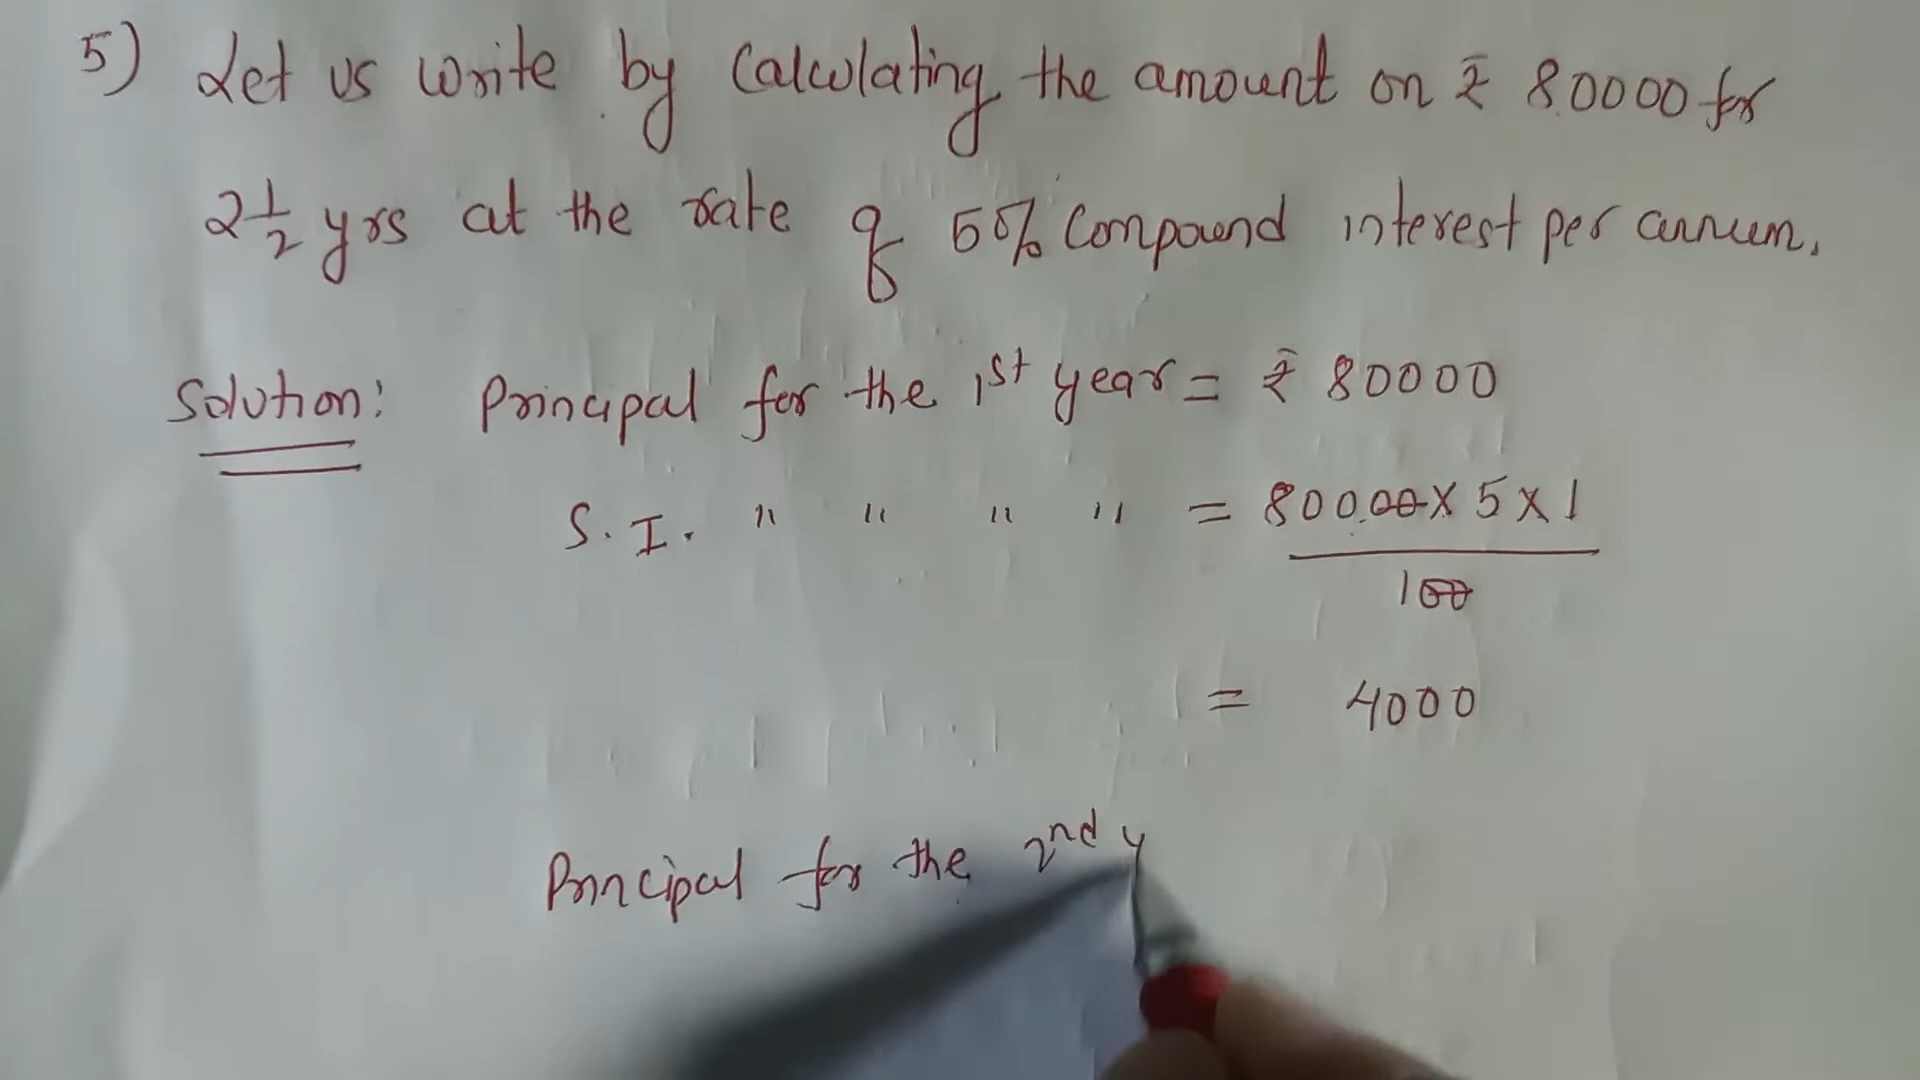 5) Let us write by Calculating the amount on ₹ 80000 for
2 1/2 yrs at the rate of 5% Compound interest per annum.
Solution: Principal for the 1st year = ₹ 80000
S. I. " " " " = 80000 X 5 X 1
100
= 4000
Principal for the 2nd y